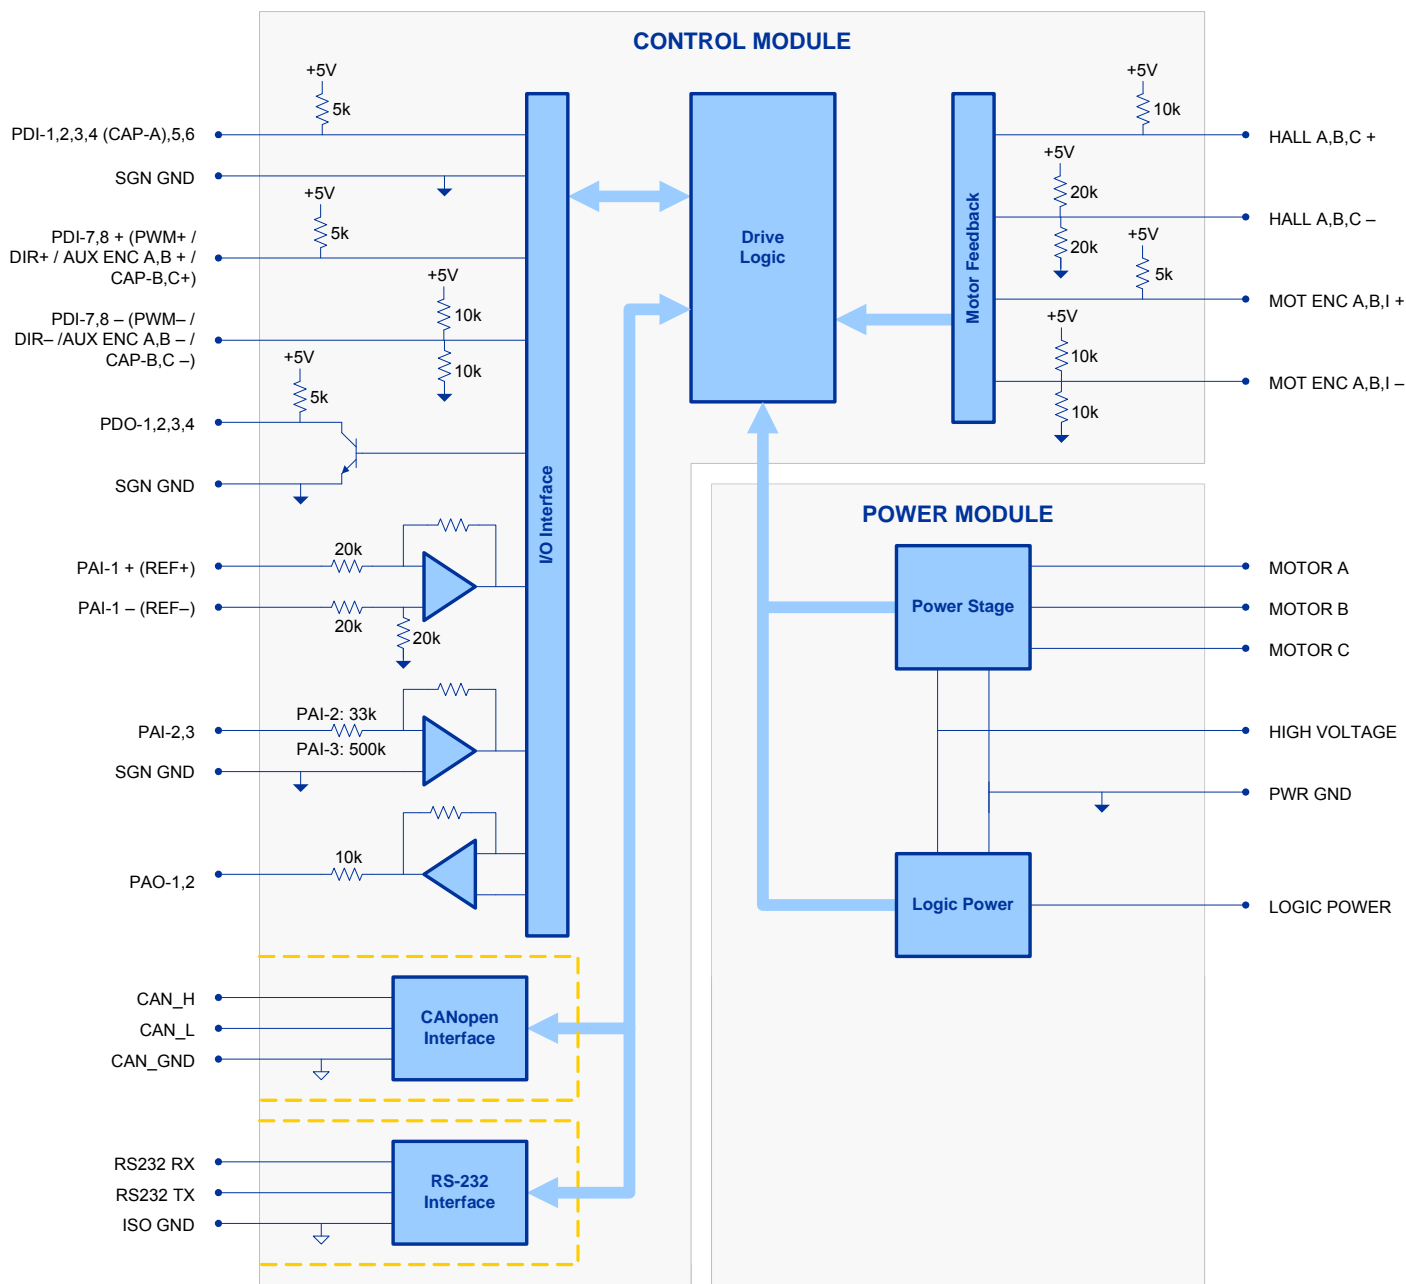 CONTROL MODULE
+5V
5k
PDI-1,2,3,4 (CAP-A),5,6
SGN GND
+5V
5k
PDI-7,8 + (PWM+ /
DIR+ / AUX ENC A,B + /
CAP-B,C+)
+5V
10k
PDI-7,8 – (PWM– /
DIR– /AUX ENC A,B – /
CAP-B,C –)
10k
+5V
5k
PDO-1,2,3,4
SGN GND
PAI-1 + (REF+)
20k
PAI-1 – (REF–)
20k
20k
PAI-2: 33k
PAI-2,3
PAI-3: 500k
SGN GND
10k
PAO-1,2
I/O Interface
CAN_H
CAN_L
CAN_GND
CANopen
Interface
RS232 RX
RS232 TX
ISO GND
RS-232
Interface
Drive
Logic
Motor Feedback
+5V
10k
HALL A,B,C +
+5V
20k
HALL A,B,C –
20k
+5V
5k
MOT ENC A,B,I +
+5V
10k
MOT ENC A,B,I –
10k
POWER MODULE
Power Stage
MOTOR A
MOTOR B
MOTOR C
HIGH VOLTAGE
PWR GND
Logic Power
LOGIC POWER